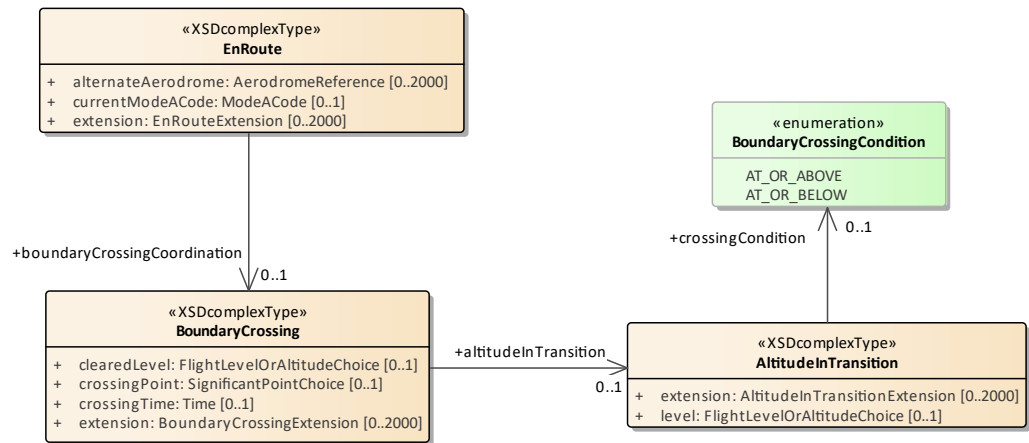 «XSDcomplexType»
EnRoute
+ alternateAerodrome: AerodromeReference [0..2000]
+ currentModeACode: ModeACode [0..1]
+ extension: EnRouteExtension [0..2000]
«enumeration»
BoundaryCrossingCondition
AT_OR_ABOVE
AT_OR_BELOW
+boundaryCrossingCoordination
0..1
+crossingCondition
0..1
«XSDcomplexType»
BoundaryCrossing
+ clearedLevel: FlightLevelOrAltitudeChoice [0..1]
+ crossingPoint: SignificantPointChoice [0..1]
+ crossingTime: Time [0..1]
+ extension: BoundaryCrossingExtension [0..2000]
+altitudeInTransition
0..1
«XSDcomplexType»
AltitudeInTransition
+ extension: AltitudeInTransitionExtension [0..2000]
+ level: FlightLevelOrAltitudeChoice [0..1]